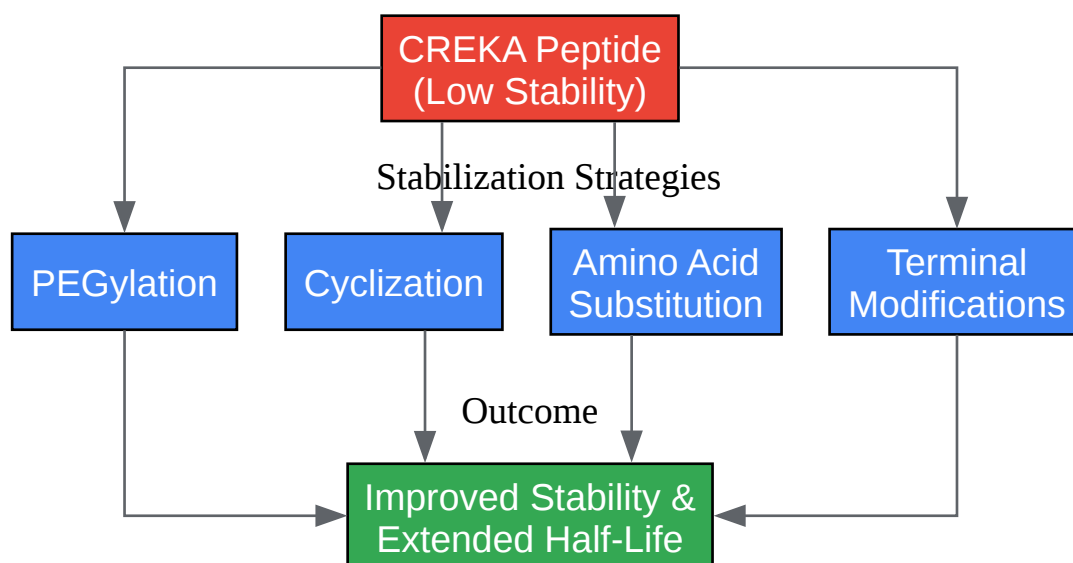 CREKA Peptide
(Low Stability)
Stabilization Strategies
PEGylation
Cyclization
Amino Acid
Substitution
Terminal
Modifications
Outcome
Improved Stability &
Extended Half-Life